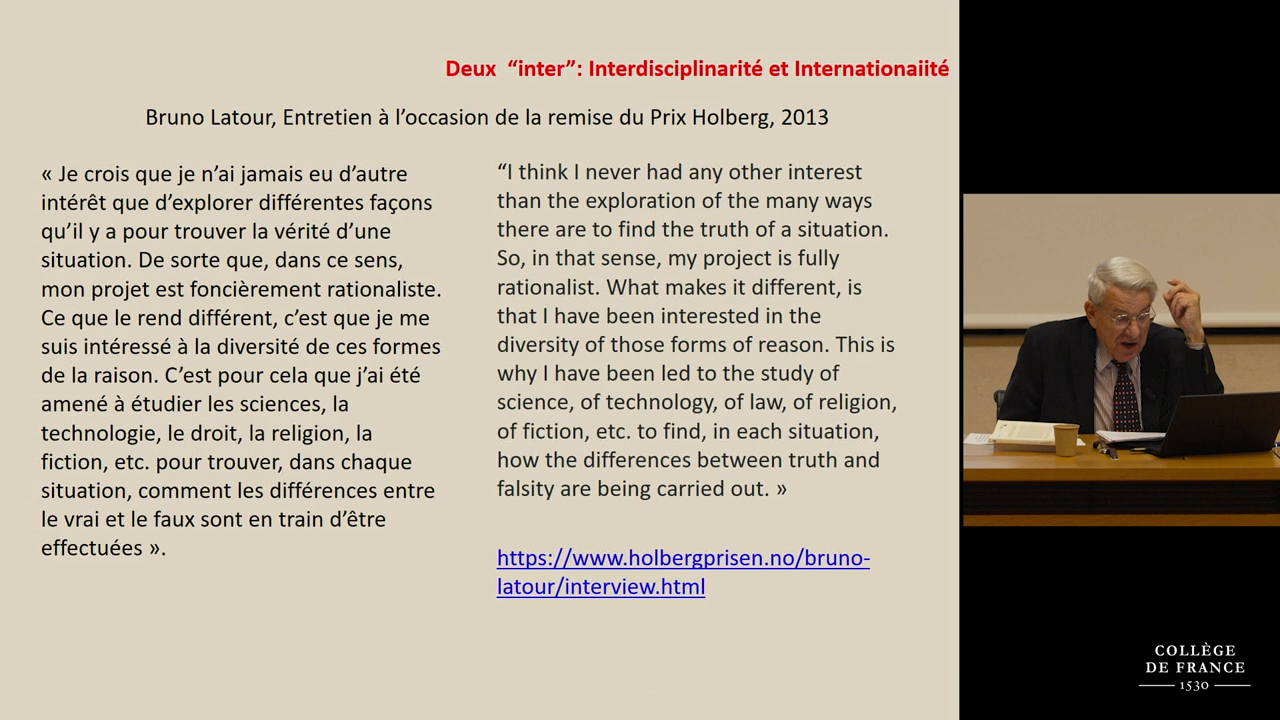 Deux “inter”: Interdisciplinarité et Internationaiité
Bruno Latour, Entretien à l’occasion de la remise du Prix Holberg, 2013
« Je crois que je n’ai jamais eu d’autre
intérêt que d’explorer différentes façons
qu’il y a pour trouver la vérité d’une
situation. De sorte que, dans ce sens,
mon projet est foncièrement rationaliste.
Ce que le rend différent, c’est que je me
suis intéressé à la diversité de ces formes
de la raison. C’est pour cela que j’ai été
amené à étudier les sciences, la
technologie, le droit, la religion, la
fiction, etc. pour trouver, dans chaque
situation, comment les différences entre
le vrai et le faux sont en train d’être
effectuées ».
“I think I never had any other interest
than the exploration of the many ways
there are to find the truth of a situation.
So, in that sense, my project is fully
rationalist. What makes it different, is
that I have been interested in the
diversity of those forms of reason. This is
why I have been led to the study of
science, of technology, of law, of religion,
of fiction, etc. to find, in each situation,
how the differences between truth and
falsity are being carried out. »
https://www.holbergprisen.no/bruno-
latour/interview.html
COLLÈGE
DE FRANCE
1530